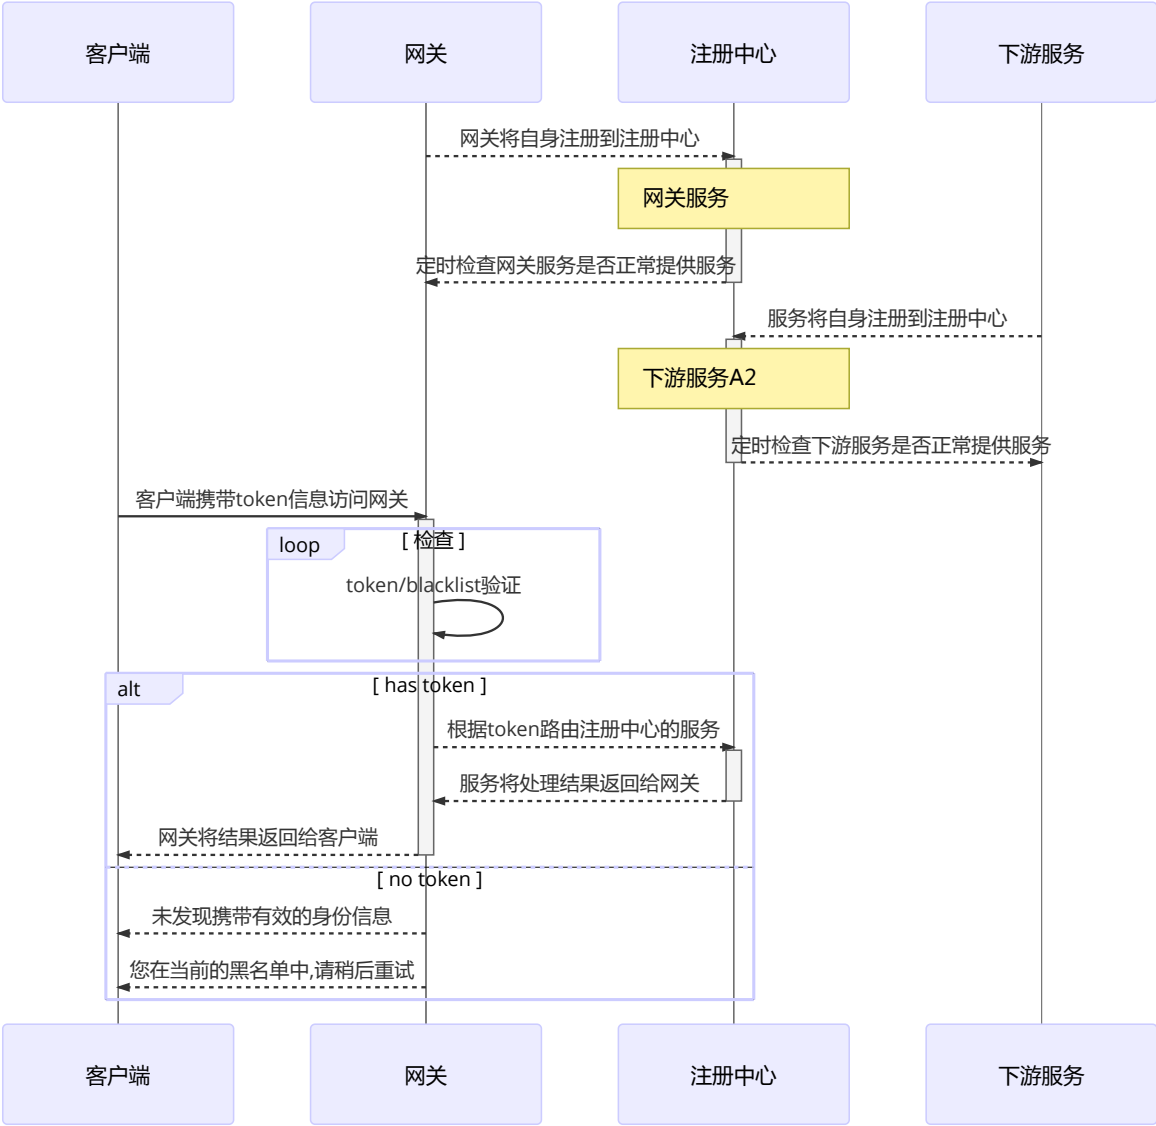 客户端
网关
注册中心
下游服务
网关将自身注册到注册中心
网关服务
定时检查网关服务是否正常提供服务
服务将自身注册到注册中心
下游服务A2
定时检查下游服务是否正常提供服务
客户端携带token信息访问网关
loop
[ 检查 ]
token/blacklist验证
alt
[ has token ]
根据token路由注册中心的服务
服务将处理结果返回给网关
网关将结果返回给客户端
[ no token ]
未发现携带有效的身份信息
您在当前的黑名单中,请稍后重试
客户端
网关
注册中心
下游服务